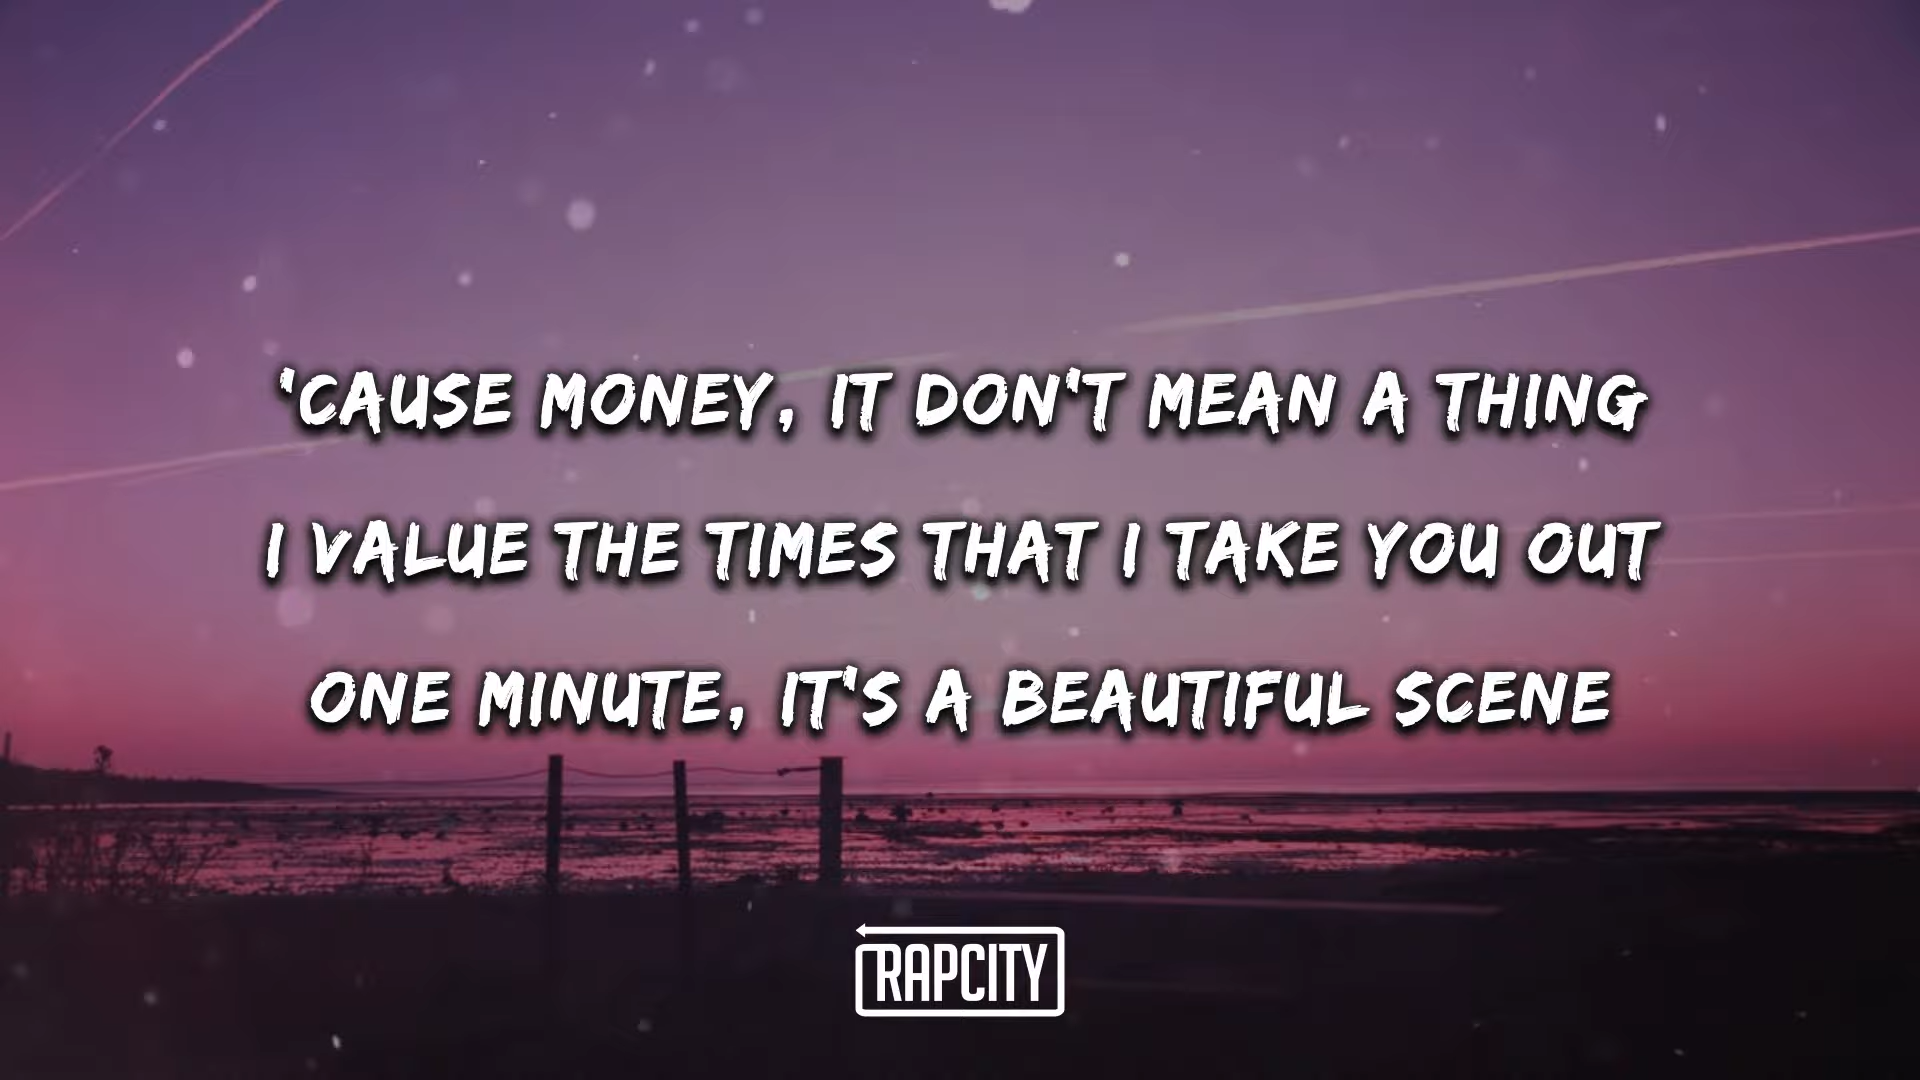 'CAUSE MONEY, IT DON'T MEAN A THING
I VALUE THE TIMES THAT I TAKE YOU OUT
ONE MINUTE, IT'S A BEAUTIFUL SCENE
RAPCITY